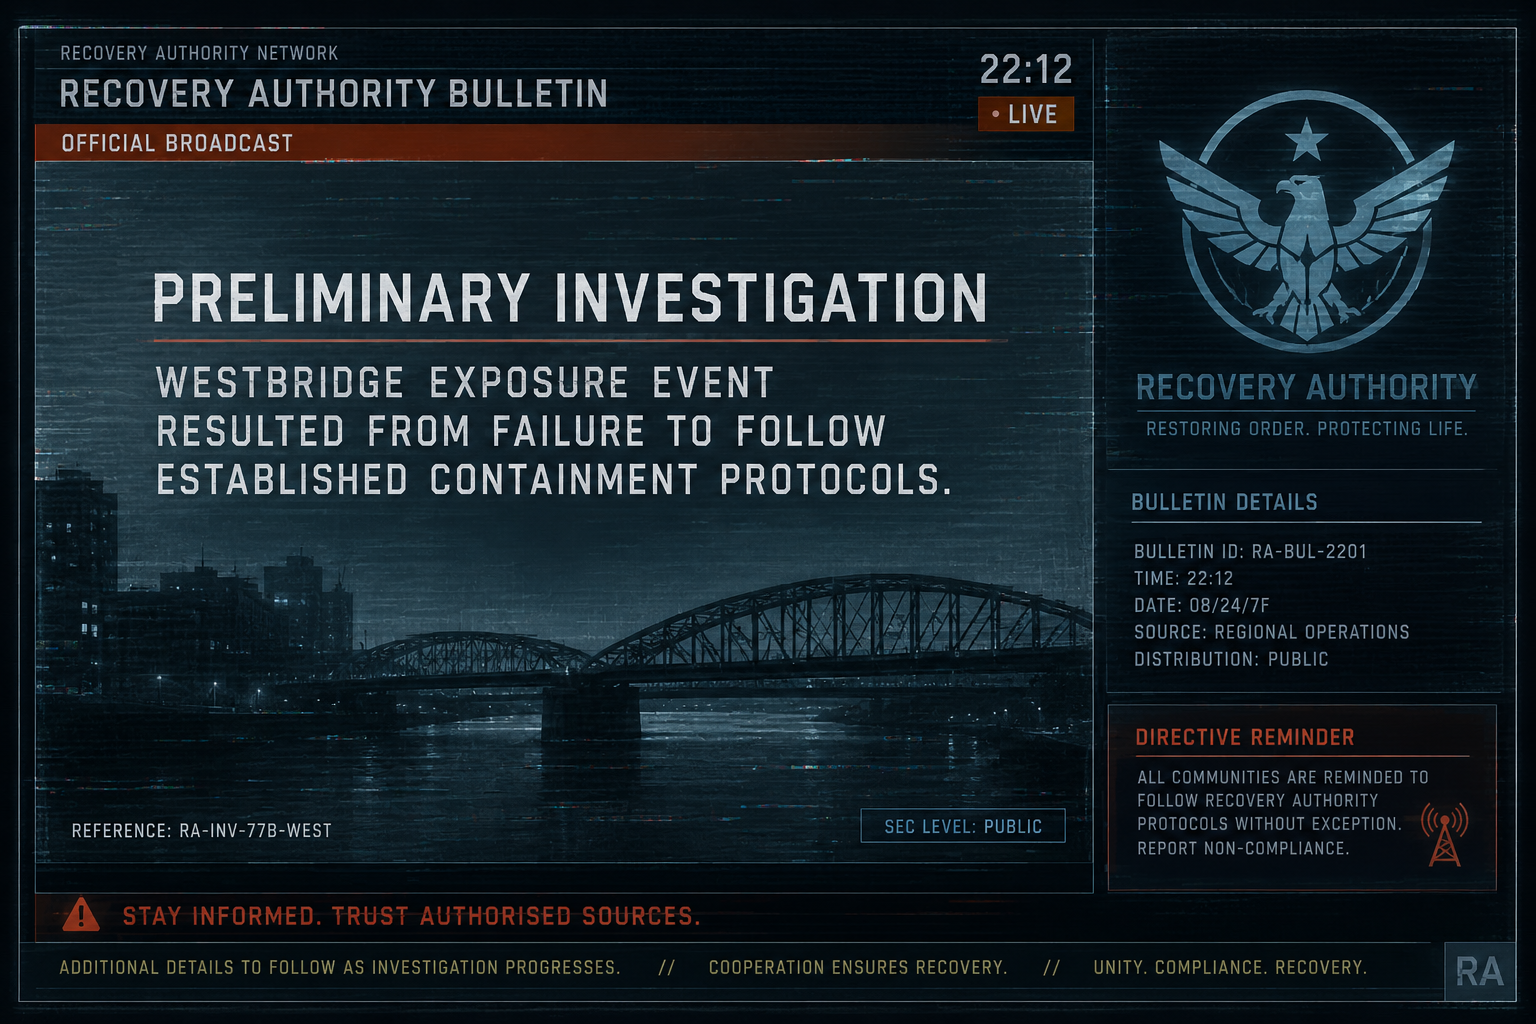 RECOVERY AUTHORITY NETWORK
RECOVERY AUTHORITY BULLETIN
22:12
• LIVE
OFFICIAL BROADCAST
PRELIMINARY INVESTIGATION
WESTBRIDGE EXPOSURE EVENT
RESULTED FROM FAILURE TO FOLLOW
ESTABLISHED CONTAINMENT PROTOCOLS.
REFERENCE: RA-INV-77B-WEST
SEC LEVEL: PUBLIC
RECOVERY AUTHORITY
RESTORING ORDER. PROTECTING LIFE.
BULLETIN DETAILS
BULLETIN ID: RA-BUL-2201
TIME: 22:12
DATE: 08/24/7F
SOURCE: REGIONAL OPERATIONS
DISTRIBUTION: PUBLIC
DIRECTIVE REMINDER
ALL COMMUNITIES ARE REMINDED TO
FOLLOW RECOVERY AUTHORITY
PROTOCOLS WITHOUT EXCEPTION.
REPORT NON-COMPLIANCE.
STAY INFORMED. TRUST AUTHORISED SOURCES.
ADDITIONAL DETAILS TO FOLLOW AS INVESTIGATION PROGRESSES. // COOPERATION ENSURES RECOVERY. // UNITY. COMPLIANCE. RECOVERY.
RA